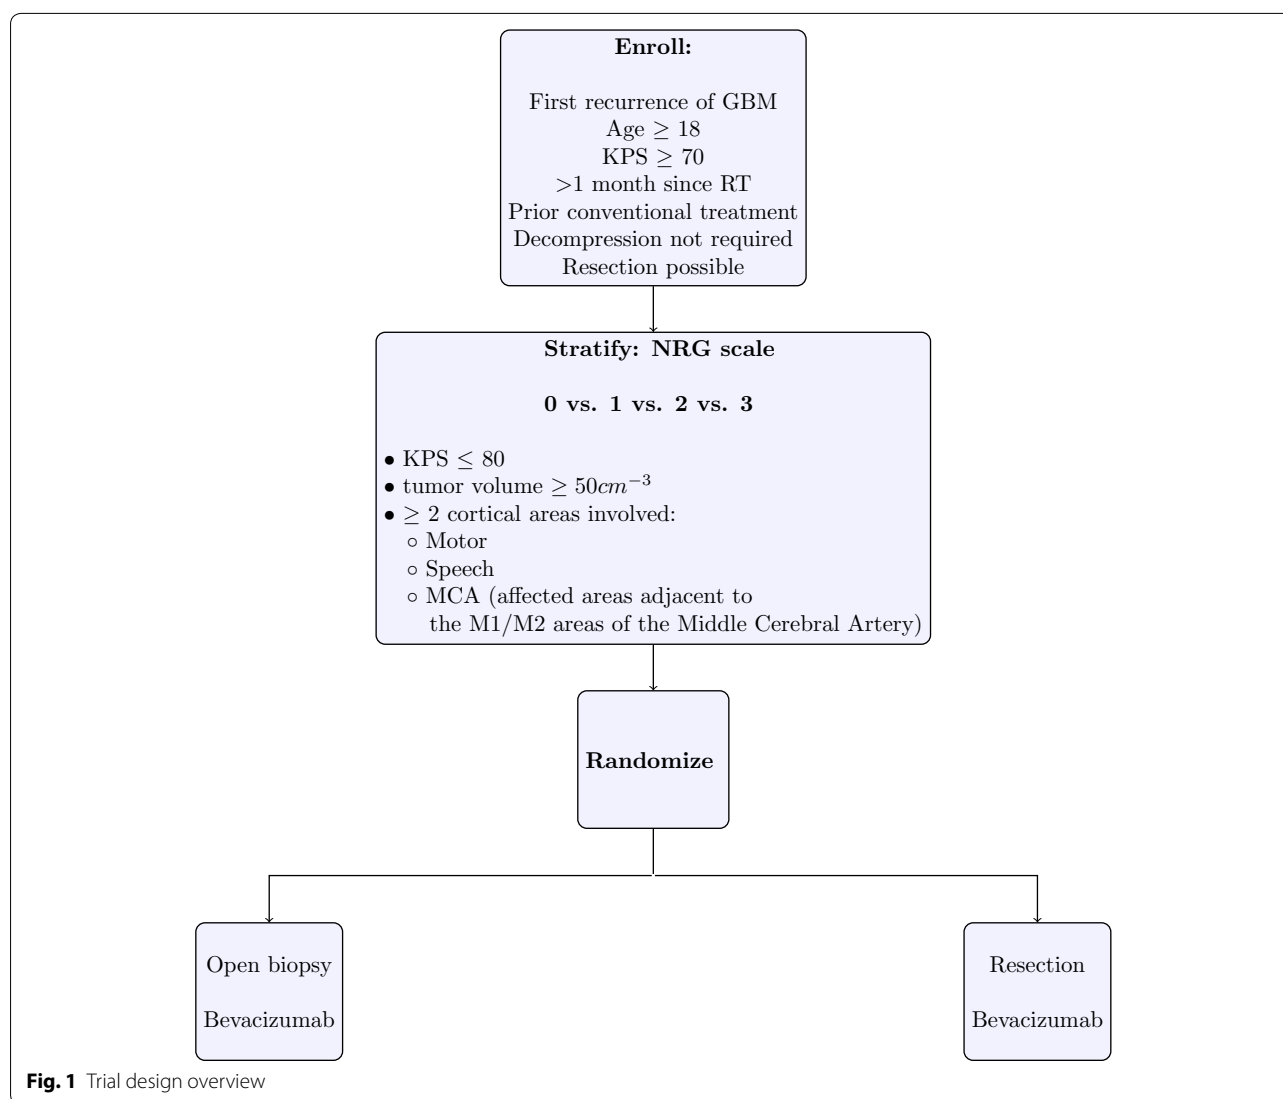 Enroll:
First recurrence of GBM
Age ≥ 18
KPS ≥ 70
>1 month since RT
Prior conventional treatment
Decompression not required
Resection possible
Stratify: NRG scale
0 vs. 1 vs. 2 vs. 3
• KPS ≤ 80
• tumor volume ≥ 50cm⁻³
• ≥ 2 cortical areas involved:
○ Motor
○ Speech
○ MCA (affected areas adjacent to
the M1/M2 areas of the Middle Cerebral Artery)
Randomize
Open biopsy
Bevacizumab
Resection
Bevacizumab
Fig. 1 Trial design overview